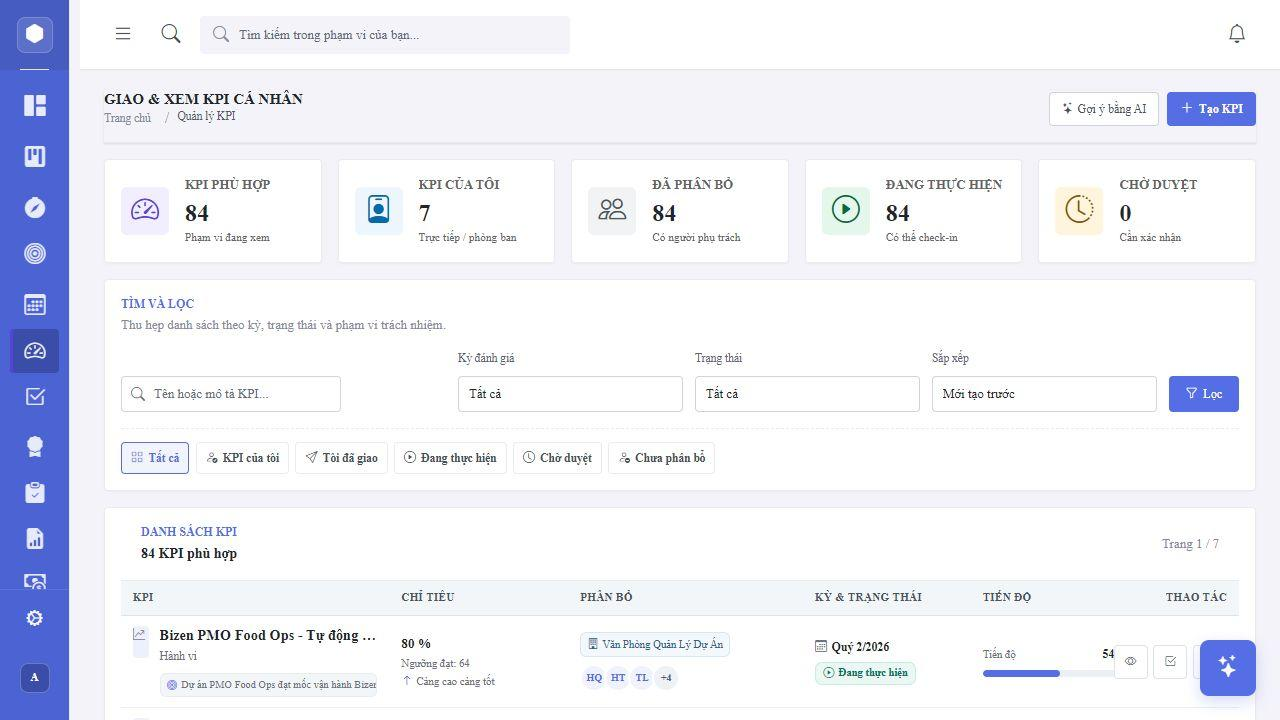 Tìm kiếm trong phạm vi của bạn...
GIAO & XEM KPI CÁ NHÂN
Trang chủ / Quản lý KPI
Gợi ý bằng AI
Tạo KPI
KPI PHÙ HỢP
84
Phạm vi đang xem
KPI CỦA TÔI
7
Trực tiếp / phòng ban
ĐÃ PHÂN BỔ
84
Có người phụ trách
ĐANG THỰC HIỆN
84
Có thể check-in
CHỜ DUYỆT
0
Cần xác nhận
TÌM VÀ LỌC
Thu hẹp danh sách theo kỳ, trạng thái và phạm vi trách nhiệm.
Kỳ đánh giá
Trạng thái
Sắp xếp
Tên hoặc mô tả KPI...
Tất cả
Tất cả
Mới tạo trước
Lọc
Tất cả
KPI của tôi
Tôi đã giao
Đang thực hiện
Chờ duyệt
Chưa phân bổ
DANH SÁCH KPI
84 KPI phù hợp
Trang 1 / 7
KPI
CHỈ TIÊU
PHÂN BỔ
KỲ & TRẠNG THÁI
TIẾN ĐỘ
THAO TÁC
Bizen PMO Food Ops - Tự động ...
Hành vi
Dự án PMO Food Ops đạt mốc vận hành Bizen
80 %
Ngưỡng đạt: 64
Càng cao càng tốt
Văn Phòng Quản Lý Dự Án
HQ HT TL +4
Quý 2/2026
Đang thực hiện
Tiến độ
54
A